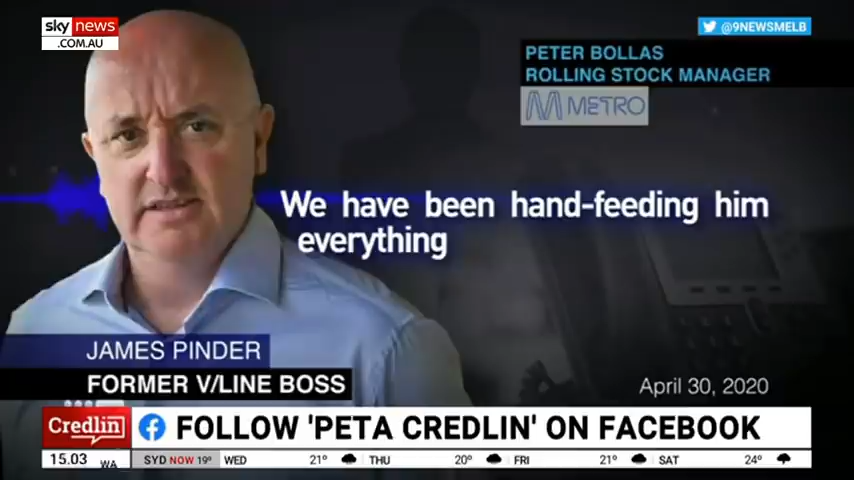 sky news
.COM.AU
@9NEWSMELB
PETER BOLLAS
ROLLING STOCK MANAGER
METRO
We have been hand-feeding him
everything
JAMES PINDER
FORMER V/LINE BOSS
April 30, 2020
Credlin
FOLLOW 'PETA CREDLIN' ON FACEBOOK
15.03 WA SYD NOW 19° WED 21° THU 20° FRI 21° SAT 24°